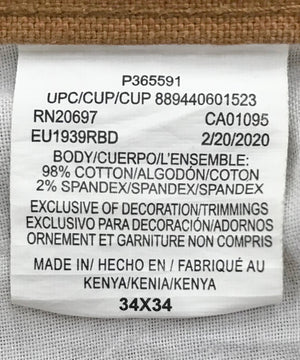 P365591
UPC/CUP/CUP 889440601523
RN20697 CA01095
EU1939RBD 2/20/2020
BODY/CUERPO/L'ENSEMBLE:
98% COTTON/ALGODÓN/COTON
2% SPANDEX/SPANDEX/SPANDEX
EXCLUSIVE OF DECORATION/TRIMMINGS
EXCLUSIVO PARA DECORACIÓN/ADORNOS
ORNEMENT ET GARNITURE NON COMPRIS
MADE IN/ HECHO EN / FABRIQUÉ AU
KENYA/KENIA/KENYA
34X34